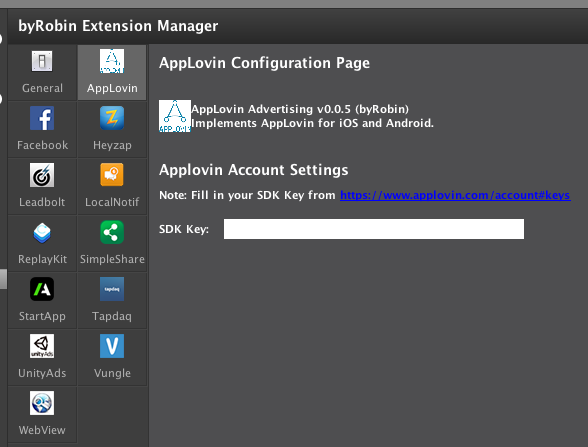 byRobin Extension Manager
General
AppLovin
Facebook
Heyzap
Leadbolt
LocalNotif
ReplayKit
SimpleShare
StartApp
Tapdaq
UnityAds
Vungle
WebView
AppLovin Configuration Page
AppLovin Advertising v0.0.5 (byRobin)
Implements AppLovin for iOS and Android.
Applovin Account Settings
Note: Fill in your SDK Key from https://www.applovin.com/account#keys
SDK Key: